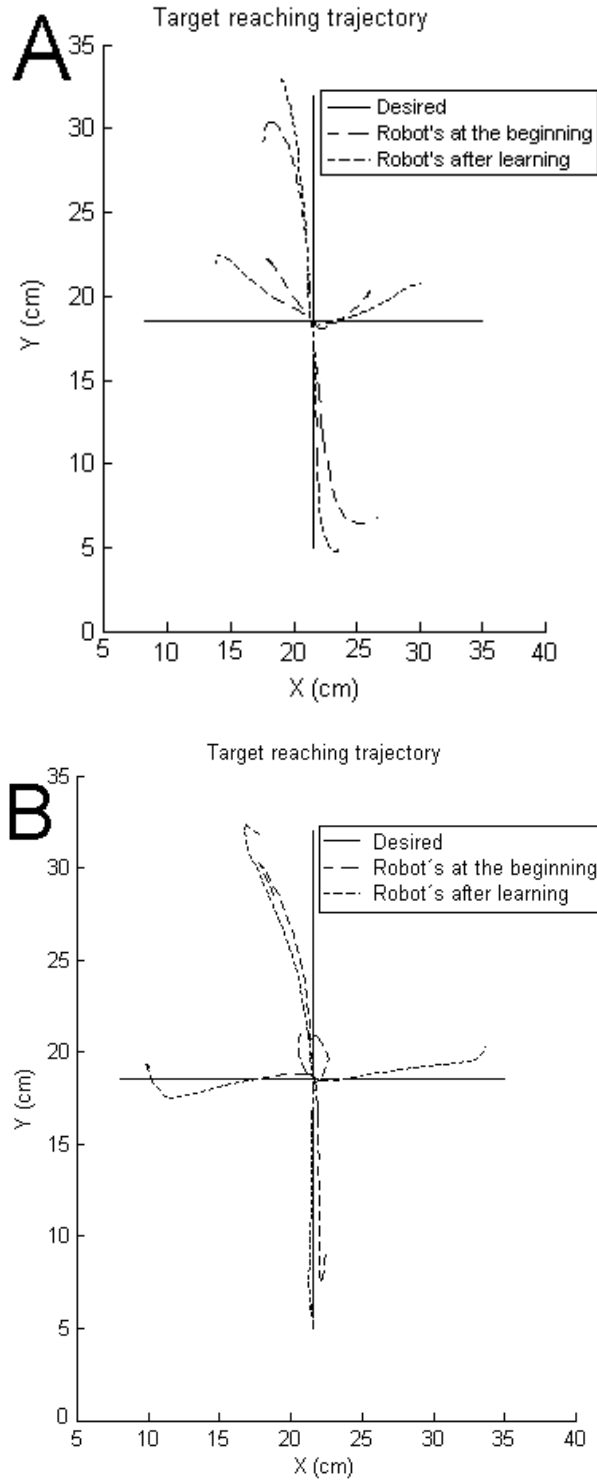 A
Target reaching trajectory
35
30
25
20
15
10
5
0
Y (cm)
Desired
Robot's at the beginning
Robot's after learning
5 10 15 20 25 30 35 40
X (cm)
B
Target reaching trajectory
35
30
25
20
15
10
5
0
Y (cm)
Desired
Robot´s at the beginning
Robot´s after learning
5 10 15 20 25 30 35 40
X (cm)